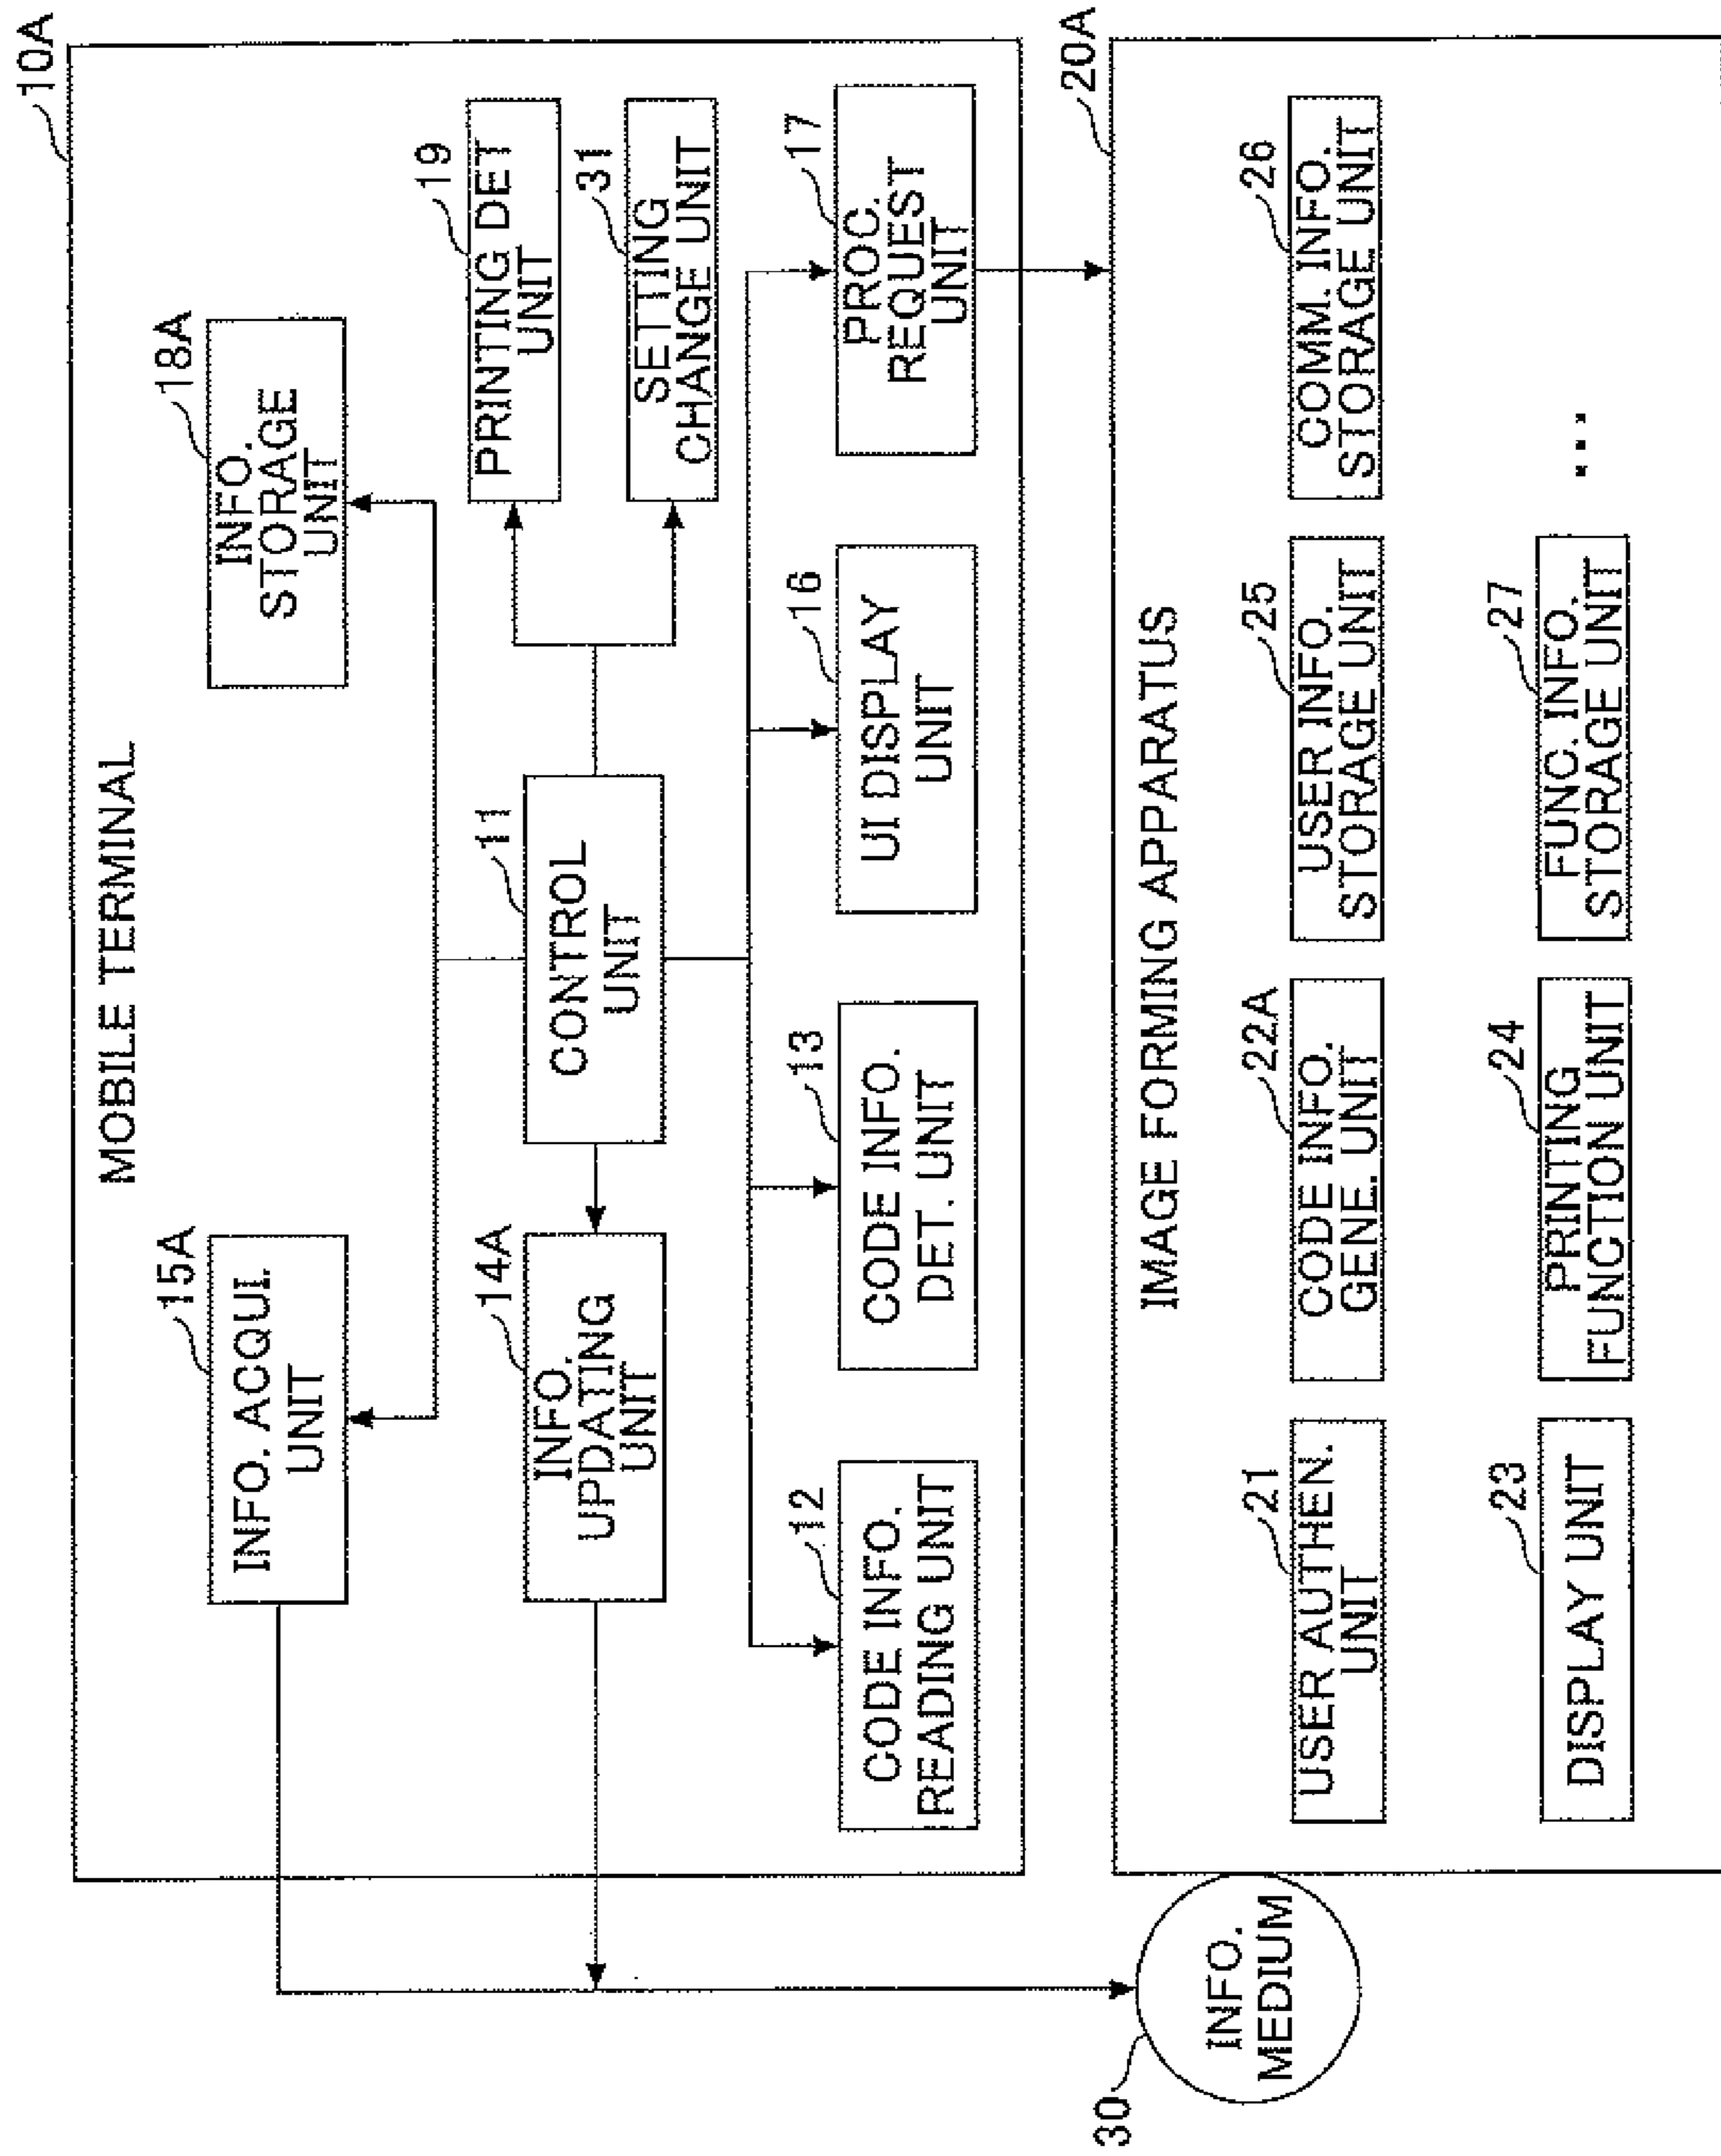 MOBILE TERMINAL
10A
15A
INFO. ACQUI.
UNIT
18A
INFO.
STORAGE
UNIT
14A
INFO.
UPDATING
UNIT
11
CONTROL
UNIT
19
PRINTING DET
UNIT
31
SETTING
CHANGE UNIT
12
CODE INFO.
READING UNIT
13
CODE INFO.
DET. UNIT
16
UI DISPLAY
UNIT
17
PROC.
REQUEST
UNIT
30
INFO.
MEDIUM
IMAGE FORMING APPARATUS
20A
21
USER AUTHEN.
UNIT
22A
CODE INFO.
GENE. UNIT
25
USER INFO.
STORAGE UNIT
26
COMM. INFO.
STORAGE UNIT
23
DISPLAY UNIT
24
PRINTING
FUNCTION UNIT
27
FUNC. INFO.
STORAGE UNIT
...